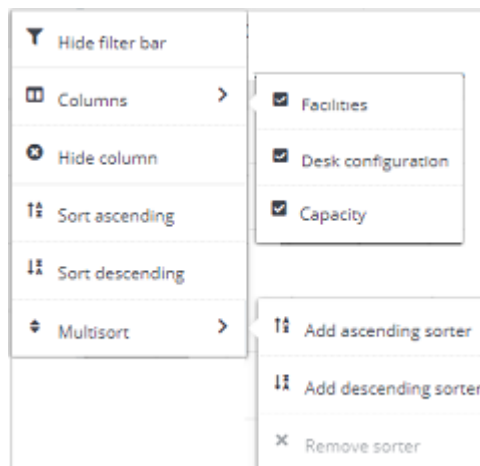 Hide filter bar
Columns
Hide column
Sort ascending
Sort descending
Multisort
Facilities
Desk configuration
Capacity
Add ascending sorter
Add descending sorter
Remove sorter